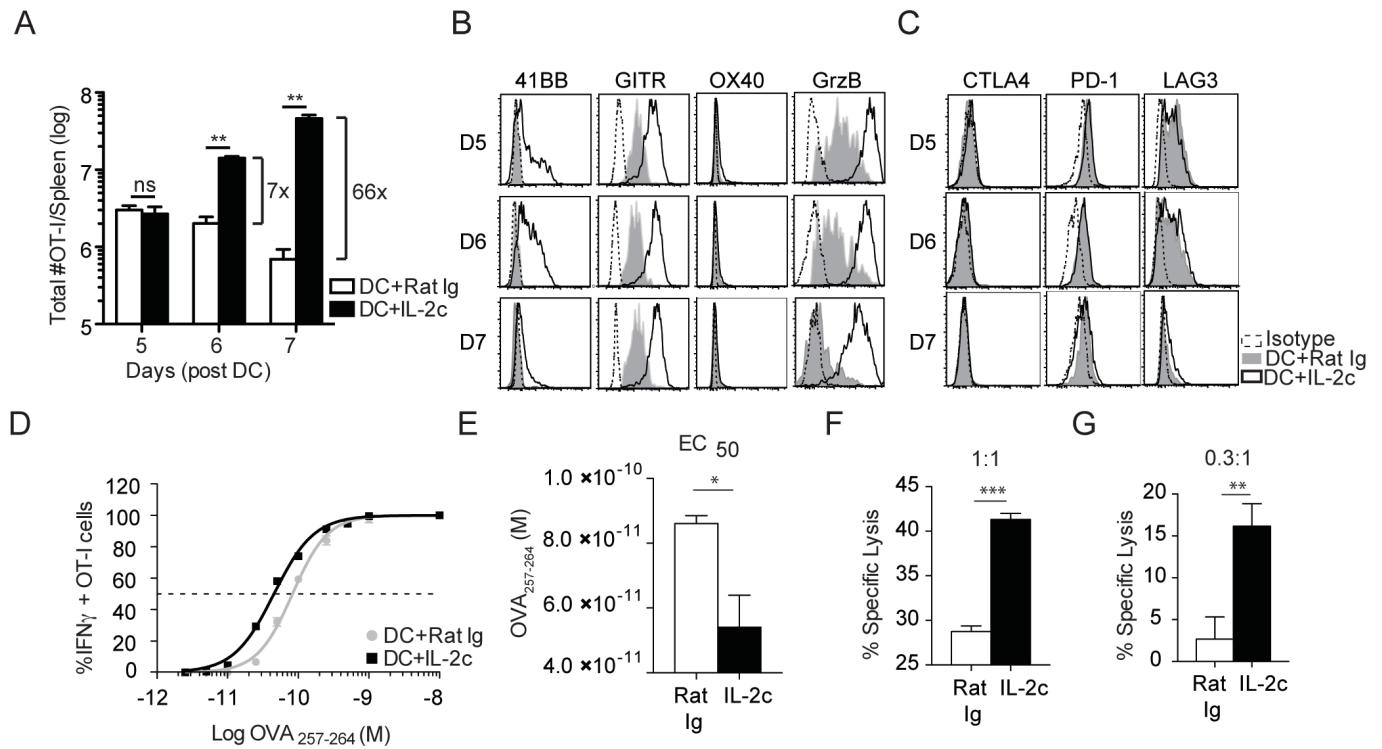 A
Total #OT-I/Spleen (log)
8
7
6
5
ns
**
**
7x
66x
5 6 7
Days (post DC)
DC+Rat Ig
DC+IL-2c
B
41BB GITR OX40 GrzB
D5
D6
D7
C
CTLA4 PD-1 LAG3
D5
D6
D7
Isotype
DC+Rat Ig
DC+IL-2c
D
%IFNγ + OT-I cells
120
100
80
60
40
20
0
-12 -11 -10 -9 -8
Log OVA 257-264 (M)
DC+Rat Ig
DC+IL-2c
E
EC 50
OVA257-264 (M)
1.0 ×10-10
8.0 ×10-11
6.0 ×10-11
4.0 ×10-11
*
Rat Ig
IL-2c
F
1:1
% Specific Lysis
45
40
35
30
25
***
Rat Ig
IL-2c
G
0.3:1
% Specific Lysis
20
15
10
5
0
**
Rat Ig
IL-2c